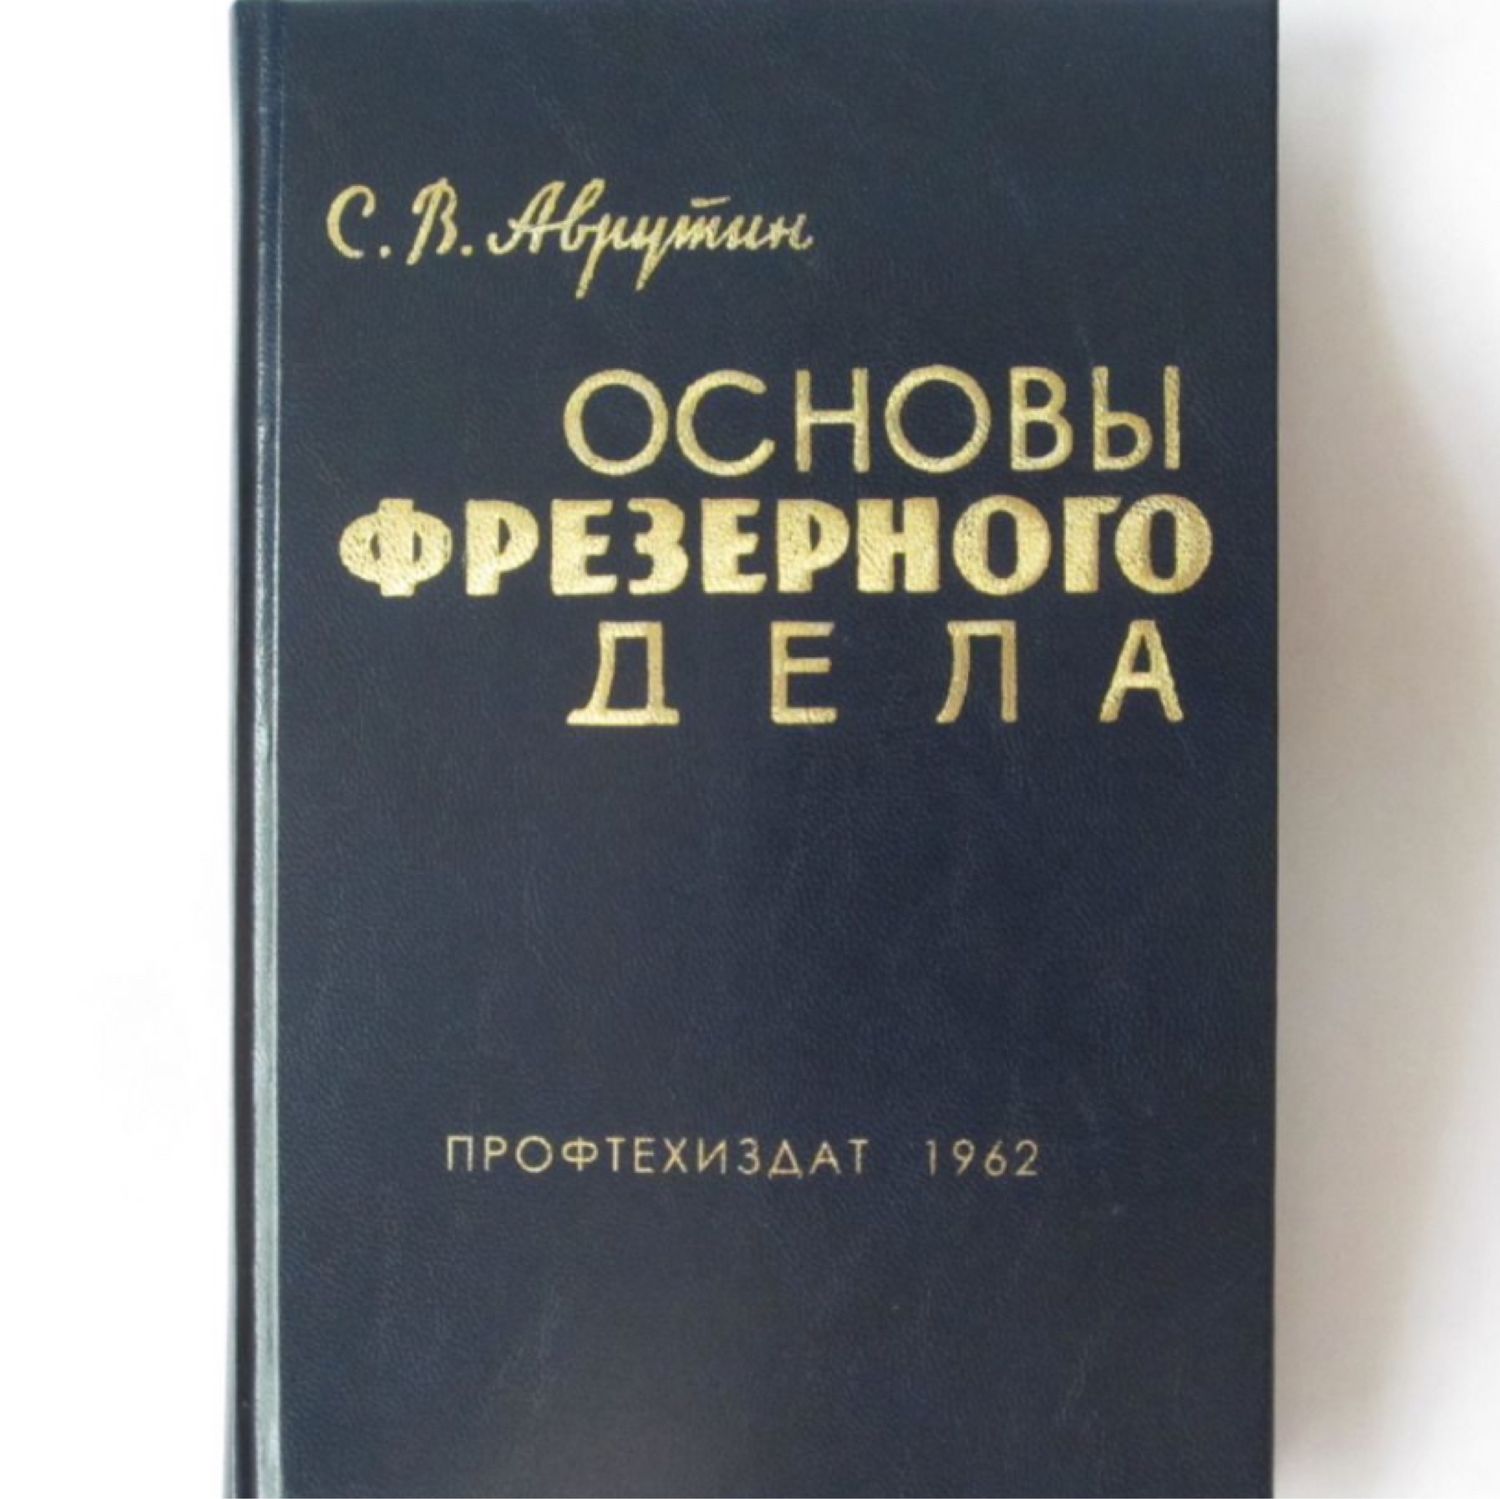 С. В. Аврутин
ОСНОВЫ
ФРЕЗЕРНОГО
ДЕЛА
ПРОФТЕХИЗДАТ 1962